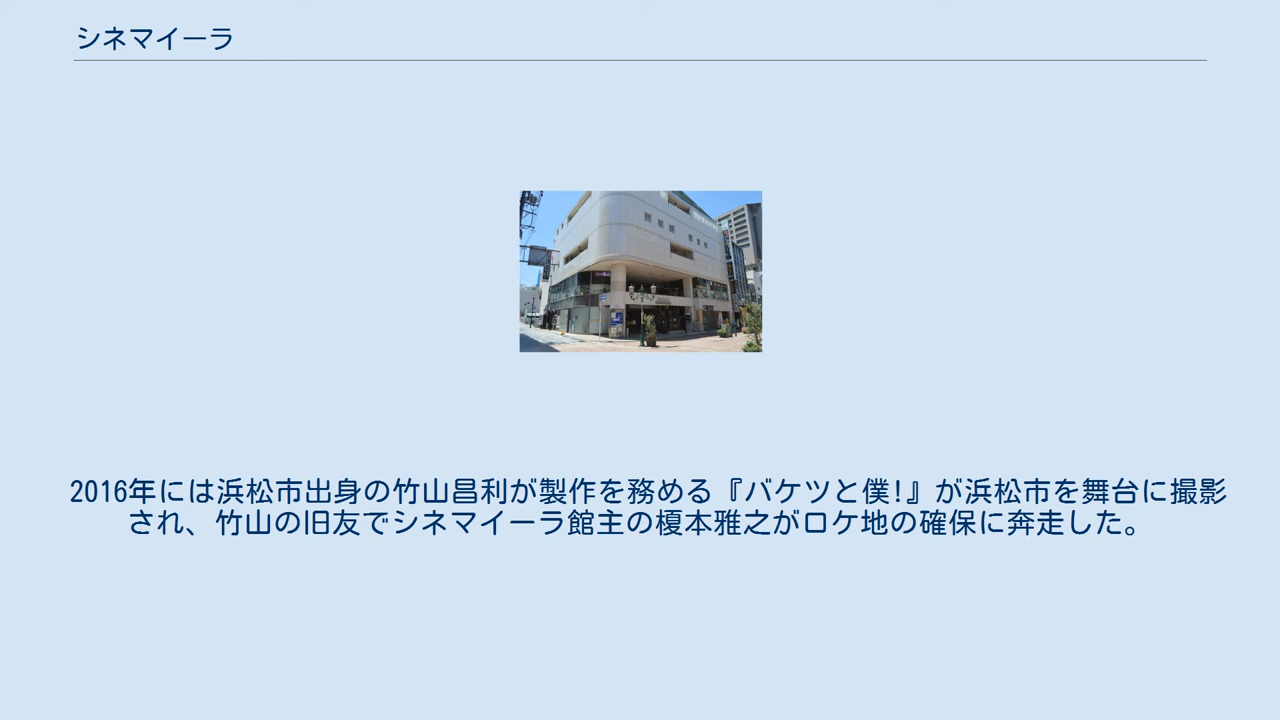 シネマイーラ
2016年には浜松市出身の竹山昌利が製作を務める『バケツと僕!』が浜松市を舞台に撮影
され、竹山の旧友でシネマイーラ館主の榎本雅之がロケ地の確保に奔走した。